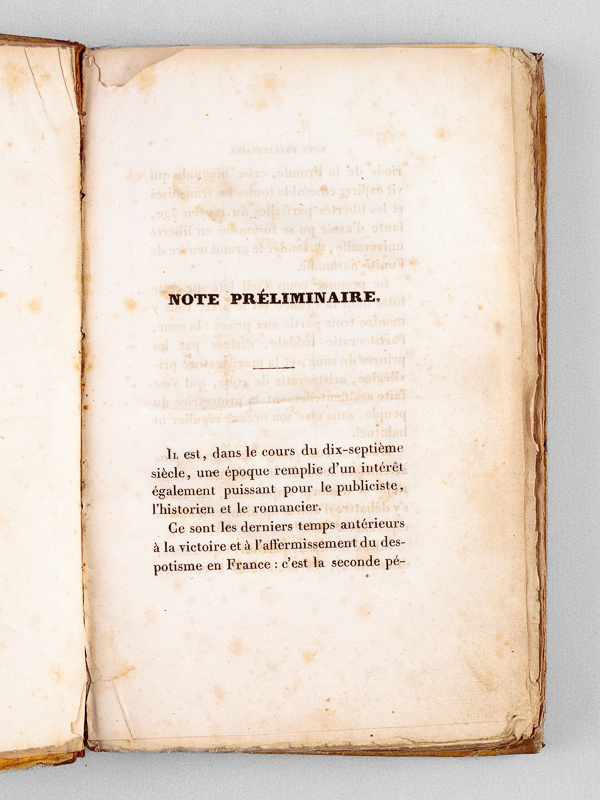 NOTE PRÉLIMINAIRE.
Il est, dans le cours du dix-septième
siècle, une époque remplie d'un intérêt
également puissant pour le publiciste,
l'historien et le romancier.
Ce sont les derniers temps antérieurs
à la victoire et à l'affermissement du des-
potisme en France : c'est la seconde pé-